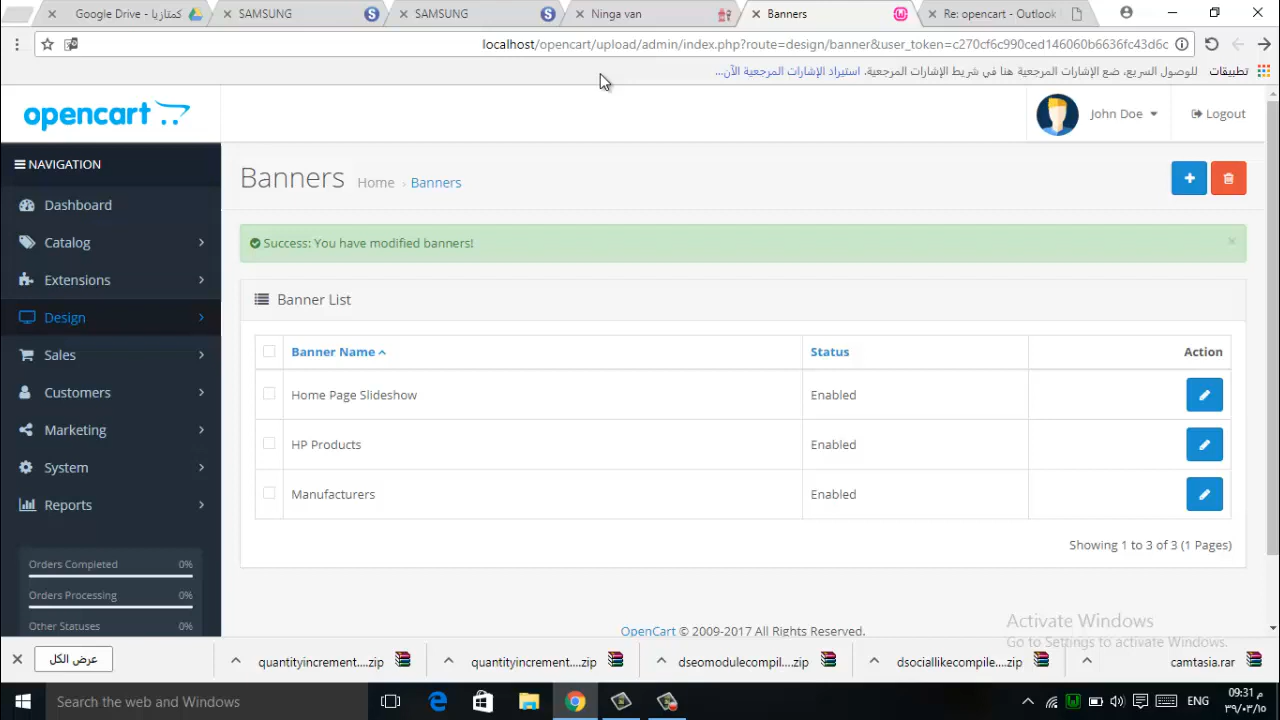 كمتازيا - Google Drive
SAMSUNG
SAMSUNG
Ninga van
Banners
Re: opencart - Outlook
localhost/opencart/upload/admin/index.php?route=design/banner&user_token=c270cf6c990ced146060b6636fc43d6c
تطبيقات
للوصول السريع، ضع الإشارات المرجعية هنا في شريط الإشارات المرجعية. استيراد الإشارات المرجعية الآن...
opencart
John Doe
Logout
NAVIGATION
Banners
Home › Banners
Dashboard
Catalog
Extensions
Design
Sales
Customers
Marketing
System
Reports
Orders Completed 0%
Orders Processing 0%
Other Statuses 0%
Success: You have modified banners!
×
Banner List
Banner Name Status Action
Home Page Slideshow Enabled
HP Products Enabled
Manufacturers Enabled
Showing 1 to 3 of 3 (1 Pages)
OpenCart © 2009-2017 All Rights Reserved.
Activate Windows
Go to Settings to activate Windows.
عرض الكل
quantityincrement....zip
quantityincrement....zip
dseomodulecompil....zip
dsociallikecompile....zip
camtasia.rar
Search the web and Windows
ENG
09:31 م
٣٩/٠٣/١٥